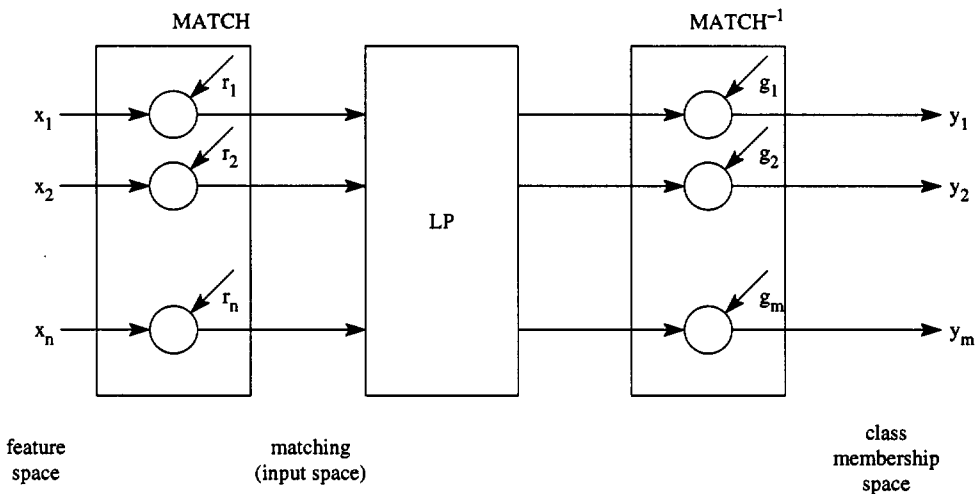 MATCH
MATCH⁻¹
r₁
g₁
x₁
y₁
r₂
g₂
x₂
y₂
LP
rₙ
gₘ
xₙ
yₘ
feature
space
matching
(input space)
class
membership
space